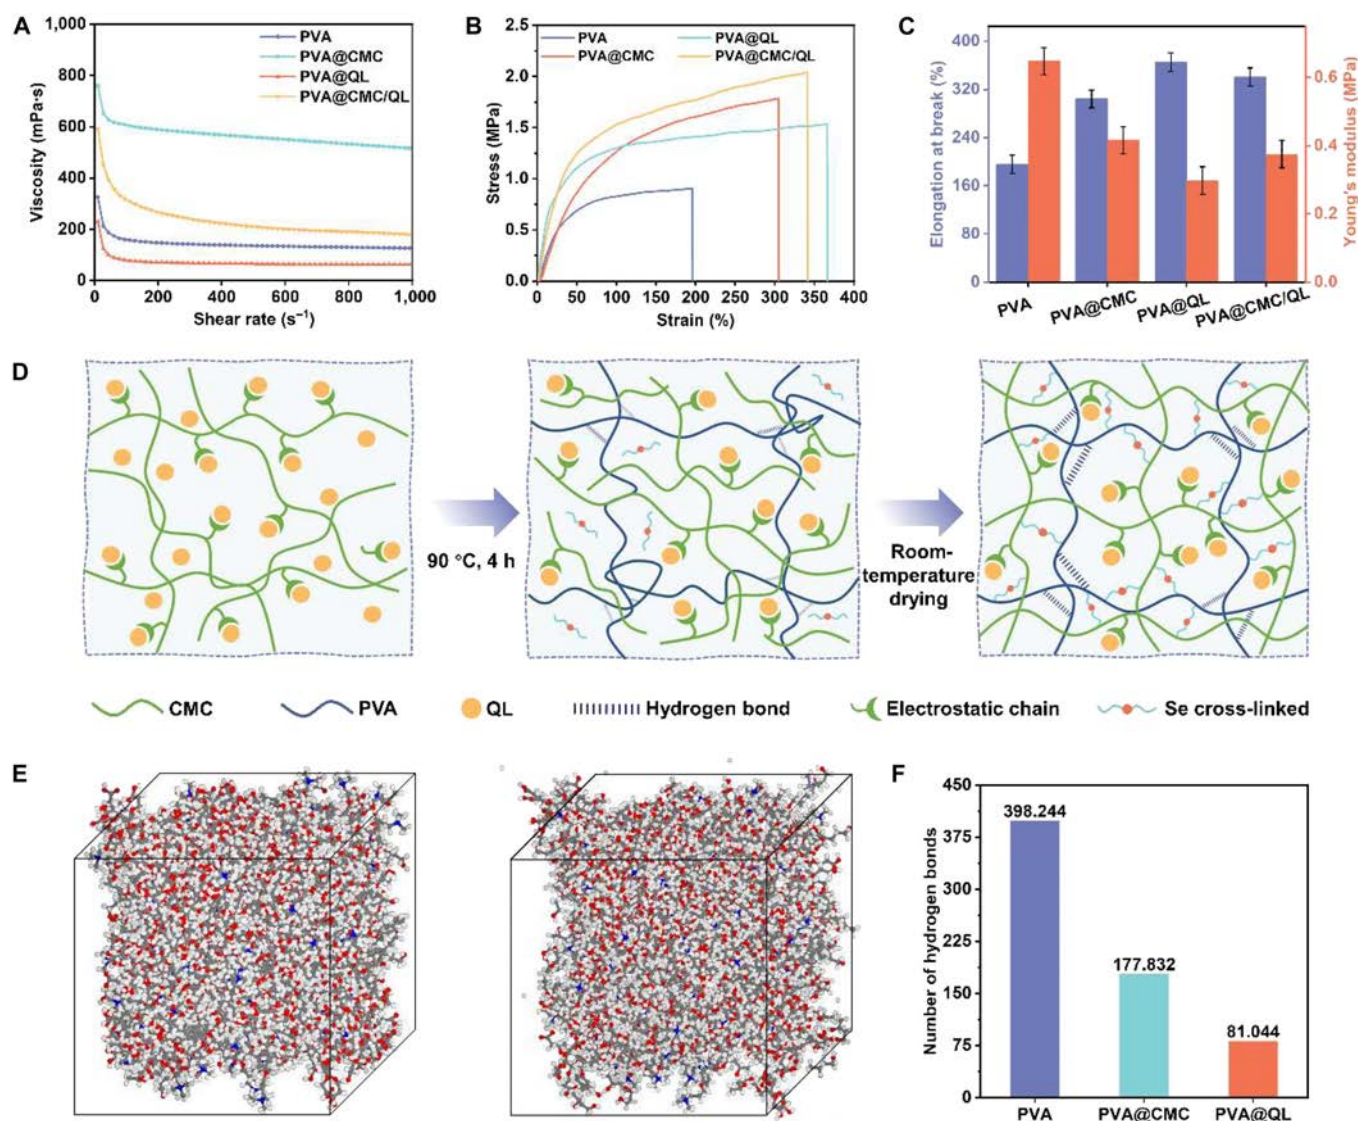 A
1,000
800
600
400
200
0
Viscosity (mPa·s)
PVA
PVA@CMC
PVA@QL
PVA@CMC/QL
0 200 400 600 800 1,000
Shear rate (s⁻¹)
B
2.5
2.0
1.5
1.0
0.5
0.0
Stress (MPa)
PVA PVA@QL
PVA@CMC PVA@CMC/QL
0 50 100 150 200 250 300 350 400
Strain (%)
C
400
320
240
160
80
0
Elongation at break (%)
0.6
0.4
0.2
0.0
Young's modulus (MPa)
PVA PVA@CMC PVA@QL PVA@CMC/QL
D
90 °C, 4 h
Room-
temperature
drying
CMC PVA QL Hydrogen bond Electrostatic chain Se cross-linked
E
F
450
375
300
225
150
75
0
Number of hydrogen bonds
398.244
177.832
81.044
PVA PVA@CMC PVA@QL